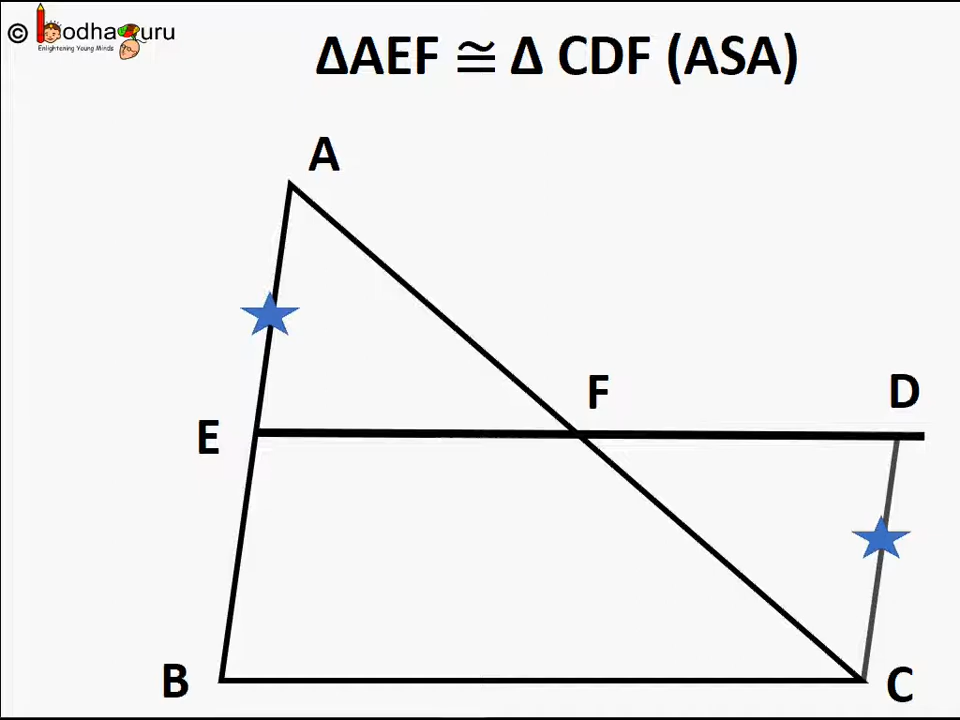 © BodhaGuru
Enlightening Young Minds
ΔAEF ≅ Δ CDF (ASA)
A
F
D
E
B
C